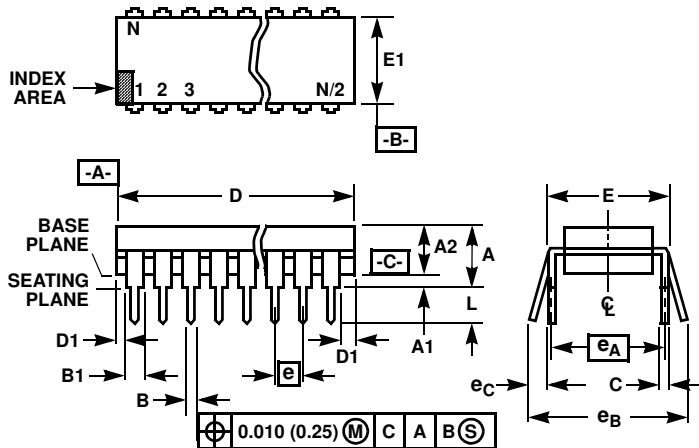 N
INDEX
AREA
1 2 3 N/2
E1
-B-
-A-
D
E
BASE
PLANE
A2
A
-C-
SEATING
PLANE
L
C
L
D1
A1
D1
eA
B1
e
eC
C
B
eB
0.010 (0.25) M C A B S